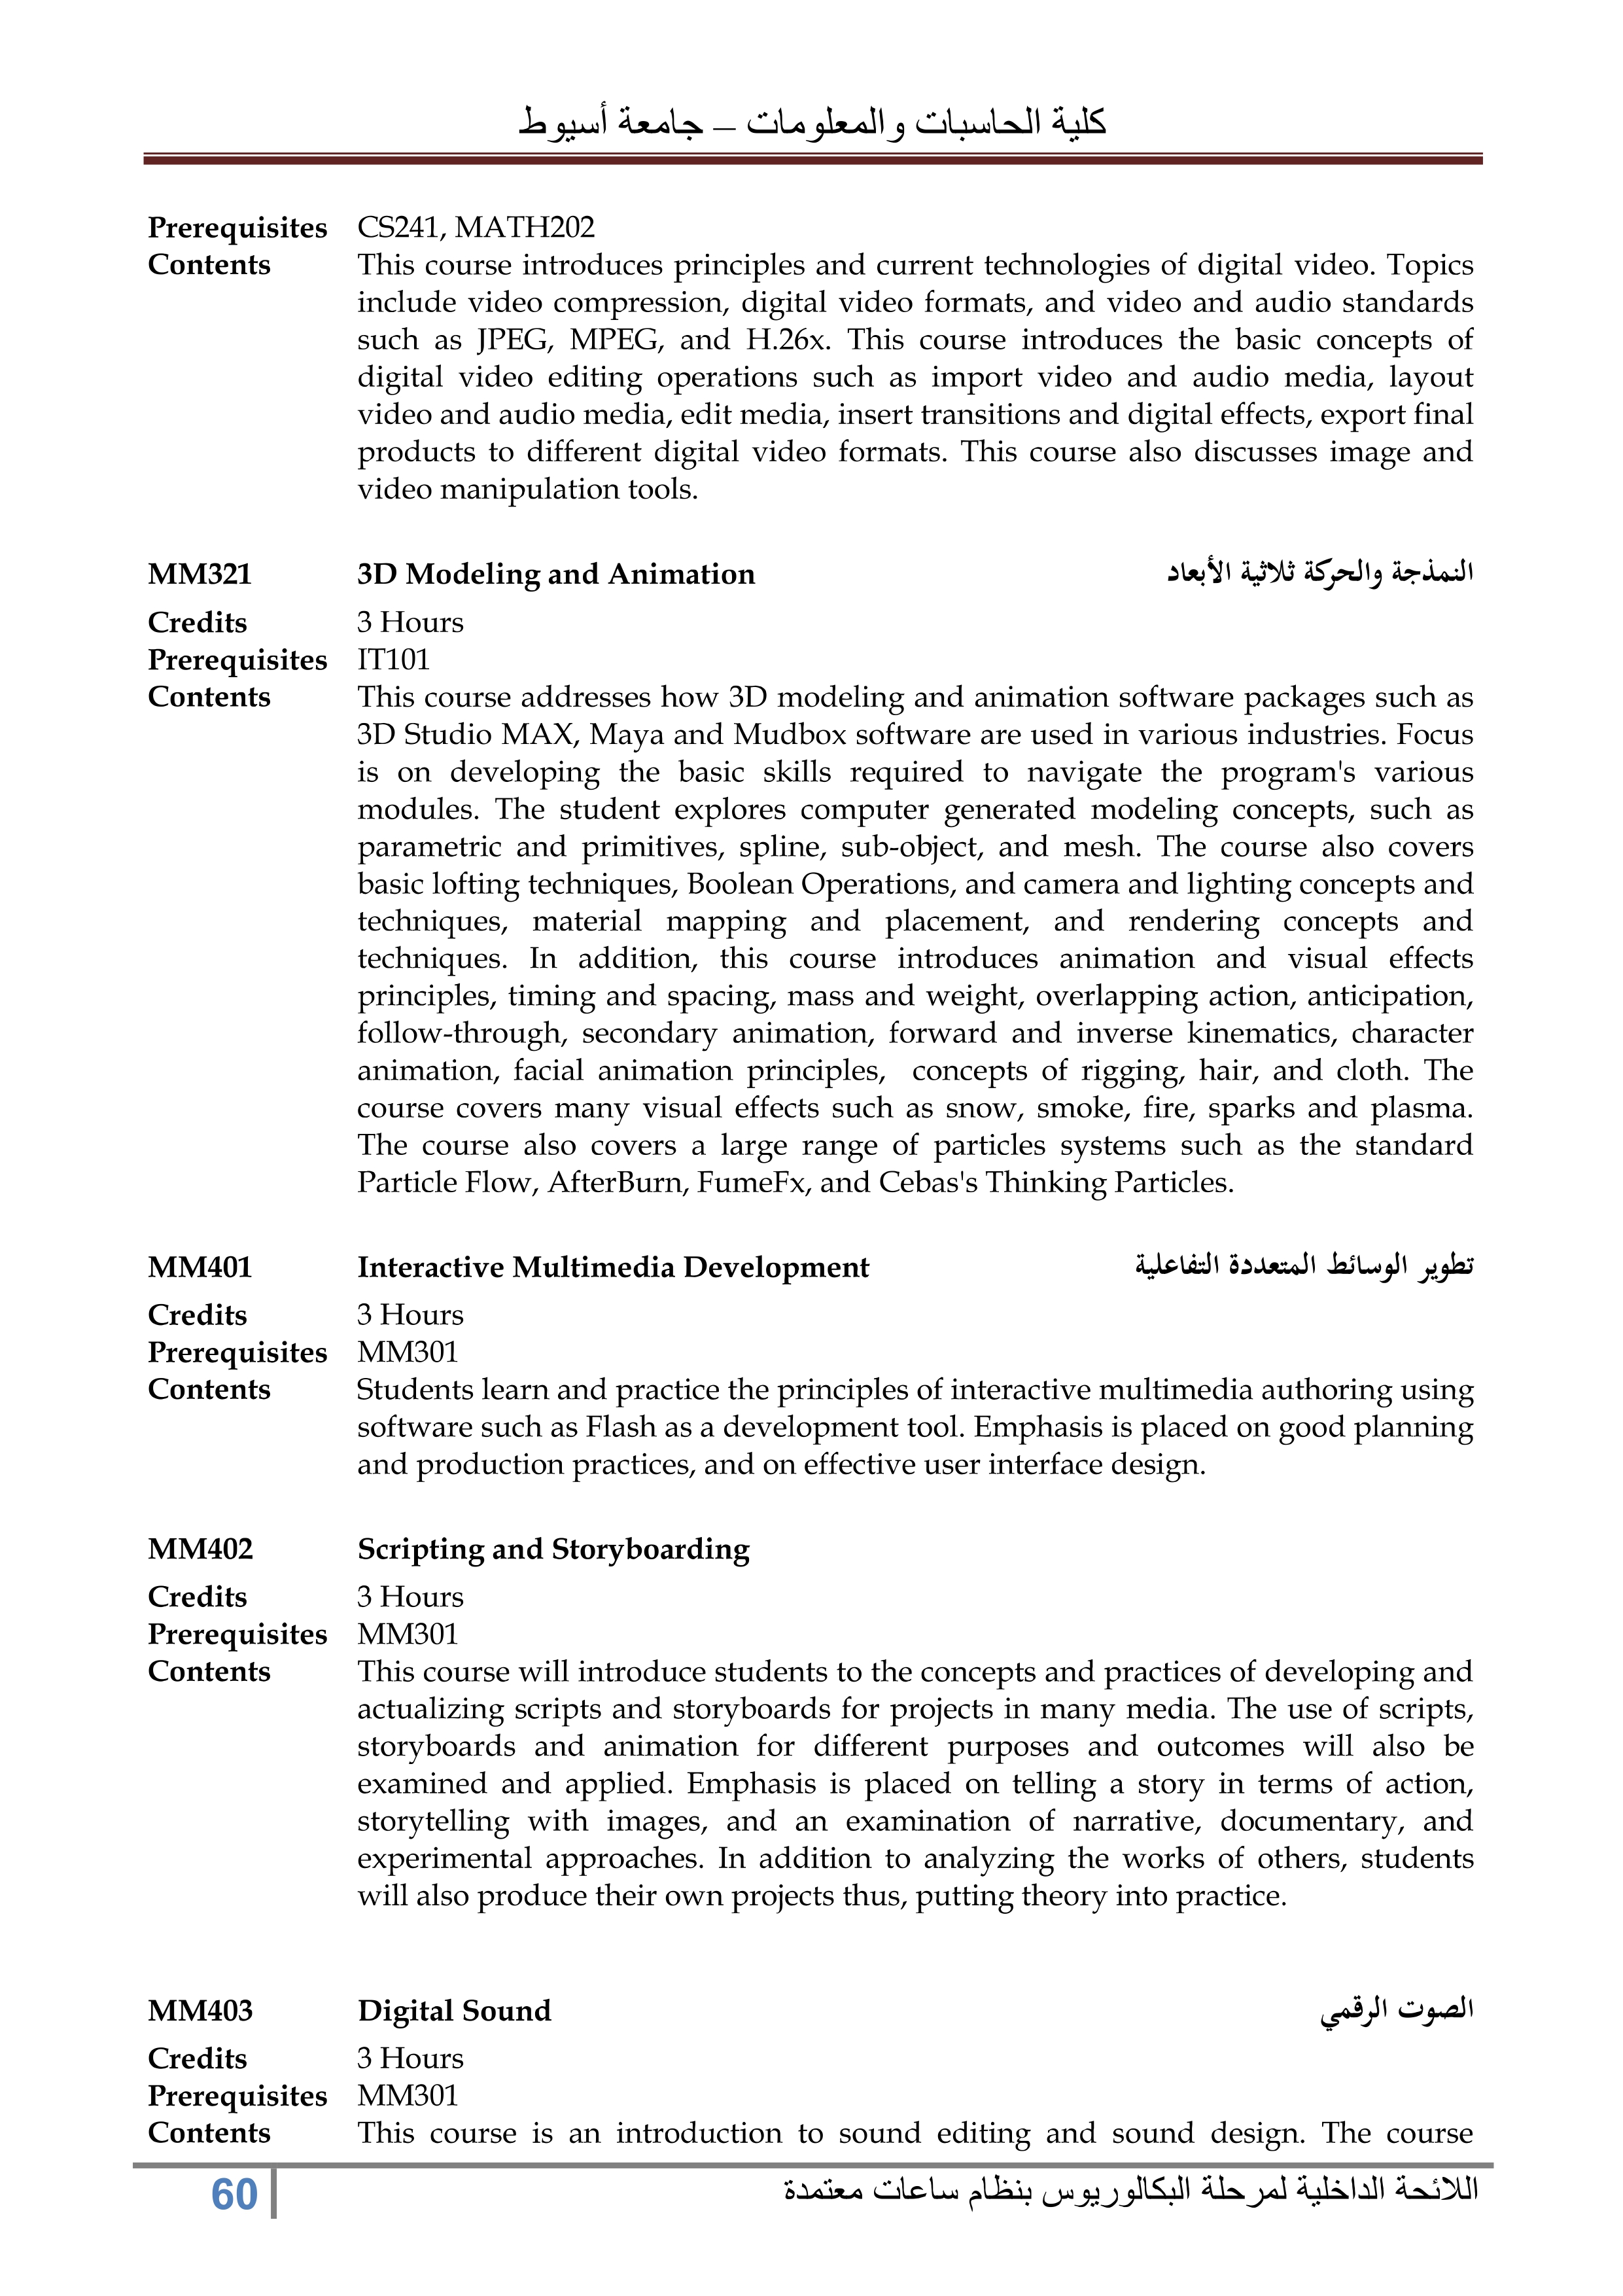 كلية الحاسبات والمعلومات – جامعة أسيوط
Prerequisites CS241, MATH202
Contents This course introduces principles and current technologies of digital video. Topics
include video compression, digital video formats, and video and audio standards
such as JPEG, MPEG, and H.26x. This course introduces the basic concepts of
digital video editing operations such as import video and audio media, layout
video and audio media, edit media, insert transitions and digital effects, export final
products to different digital video formats. This course also discusses image and
video manipulation tools.
MM321 3D Modeling and Animation النمذجة والحركة ثلاثية الأبعاد
Credits 3 Hours
Prerequisites IT101
Contents This course addresses how 3D modeling and animation software packages such as
3D Studio MAX, Maya and Mudbox software are used in various industries. Focus
is on developing the basic skills required to navigate the program's various
modules. The student explores computer generated modeling concepts, such as
parametric and primitives, spline, sub-object, and mesh. The course also covers
basic lofting techniques, Boolean Operations, and camera and lighting concepts and
techniques, material mapping and placement, and rendering concepts and
techniques. In addition, this course introduces animation and visual effects
principles, timing and spacing, mass and weight, overlapping action, anticipation,
follow-through, secondary animation, forward and inverse kinematics, character
animation, facial animation principles, concepts of rigging, hair, and cloth. The
course covers many visual effects such as snow, smoke, fire, sparks and plasma.
The course also covers a large range of particles systems such as the standard
Particle Flow, AfterBurn, FumeFx, and Cebas's Thinking Particles.
MM401 Interactive Multimedia Development تطوير الوسائط المتعددة التفاعلية
Credits 3 Hours
Prerequisites MM301
Contents Students learn and practice the principles of interactive multimedia authoring using
software such as Flash as a development tool. Emphasis is placed on good planning
and production practices, and on effective user interface design.
MM402 Scripting and Storyboarding
Credits 3 Hours
Prerequisites MM301
Contents This course will introduce students to the concepts and practices of developing and
actualizing scripts and storyboards for projects in many media. The use of scripts,
storyboards and animation for different purposes and outcomes will also be
examined and applied. Emphasis is placed on telling a story in terms of action,
storytelling with images, and an examination of narrative, documentary, and
experimental approaches. In addition to analyzing the works of others, students
will also produce their own projects thus, putting theory into practice.
MM403 Digital Sound الصوت الرقمي
Credits 3 Hours
Prerequisites MM301
Contents This course is an introduction to sound editing and sound design. The course
60 اللائحة الداخلية لمرحلة البكالوريوس بنظام ساعات معتمدة